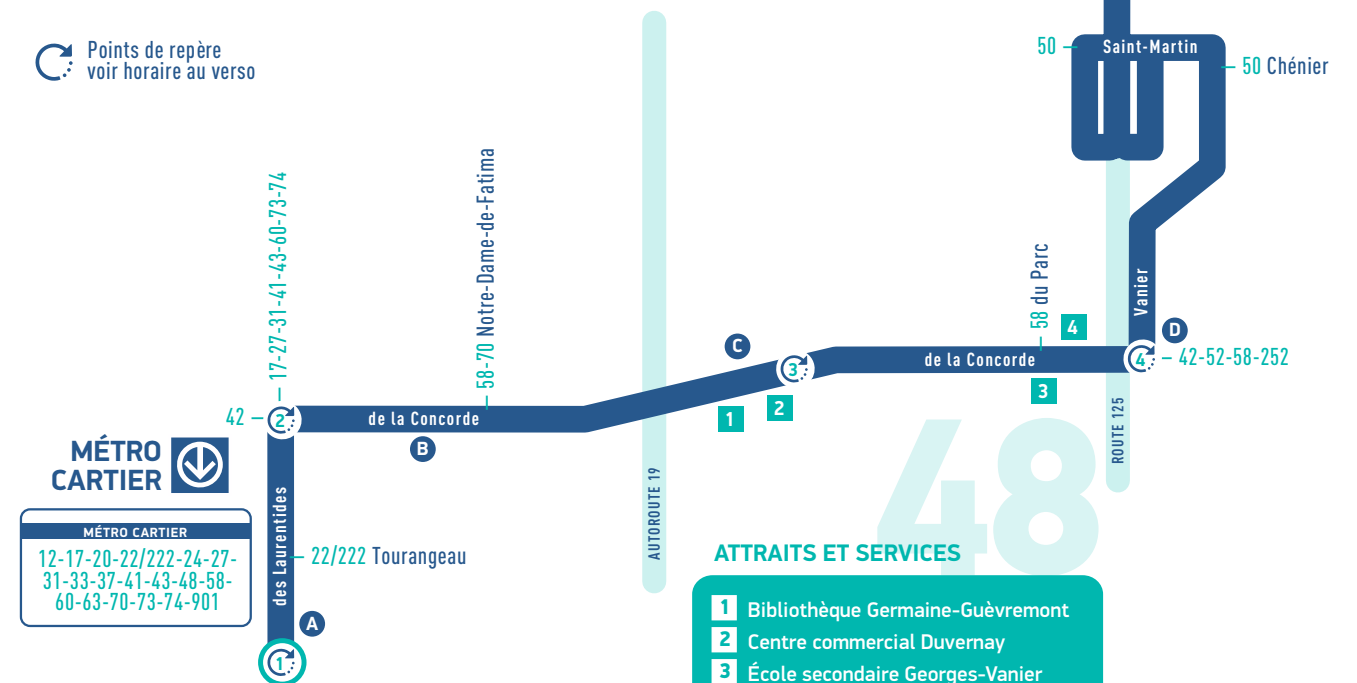 Points de repère
voir horaire au verso
50
Saint-Martin
50 Chénier
17-27-31-41-43-60-73-74
58-70 Notre-Dame-de-Fatima
58 du Parc
4
Vanier
D
C
3
de la Concorde
4
42-52-58-252
42
2
de la Concorde
1
2
3
B
MÉTRO
CARTIER
AUTOROUTE 19
ROUTE 125
48
MÉTRO CARTIER
12-17-20-22/222-24-27-
31-33-37-41-43-48-58-
60-63-70-73-74-901
des Laurentides
22/222 Tourangeau
A
1
ATTRAITS ET SERVICES
1 Bibliothèque Germaine-Guèvremont
2 Centre commercial Duvernay
3 École secondaire Georges-Vanier